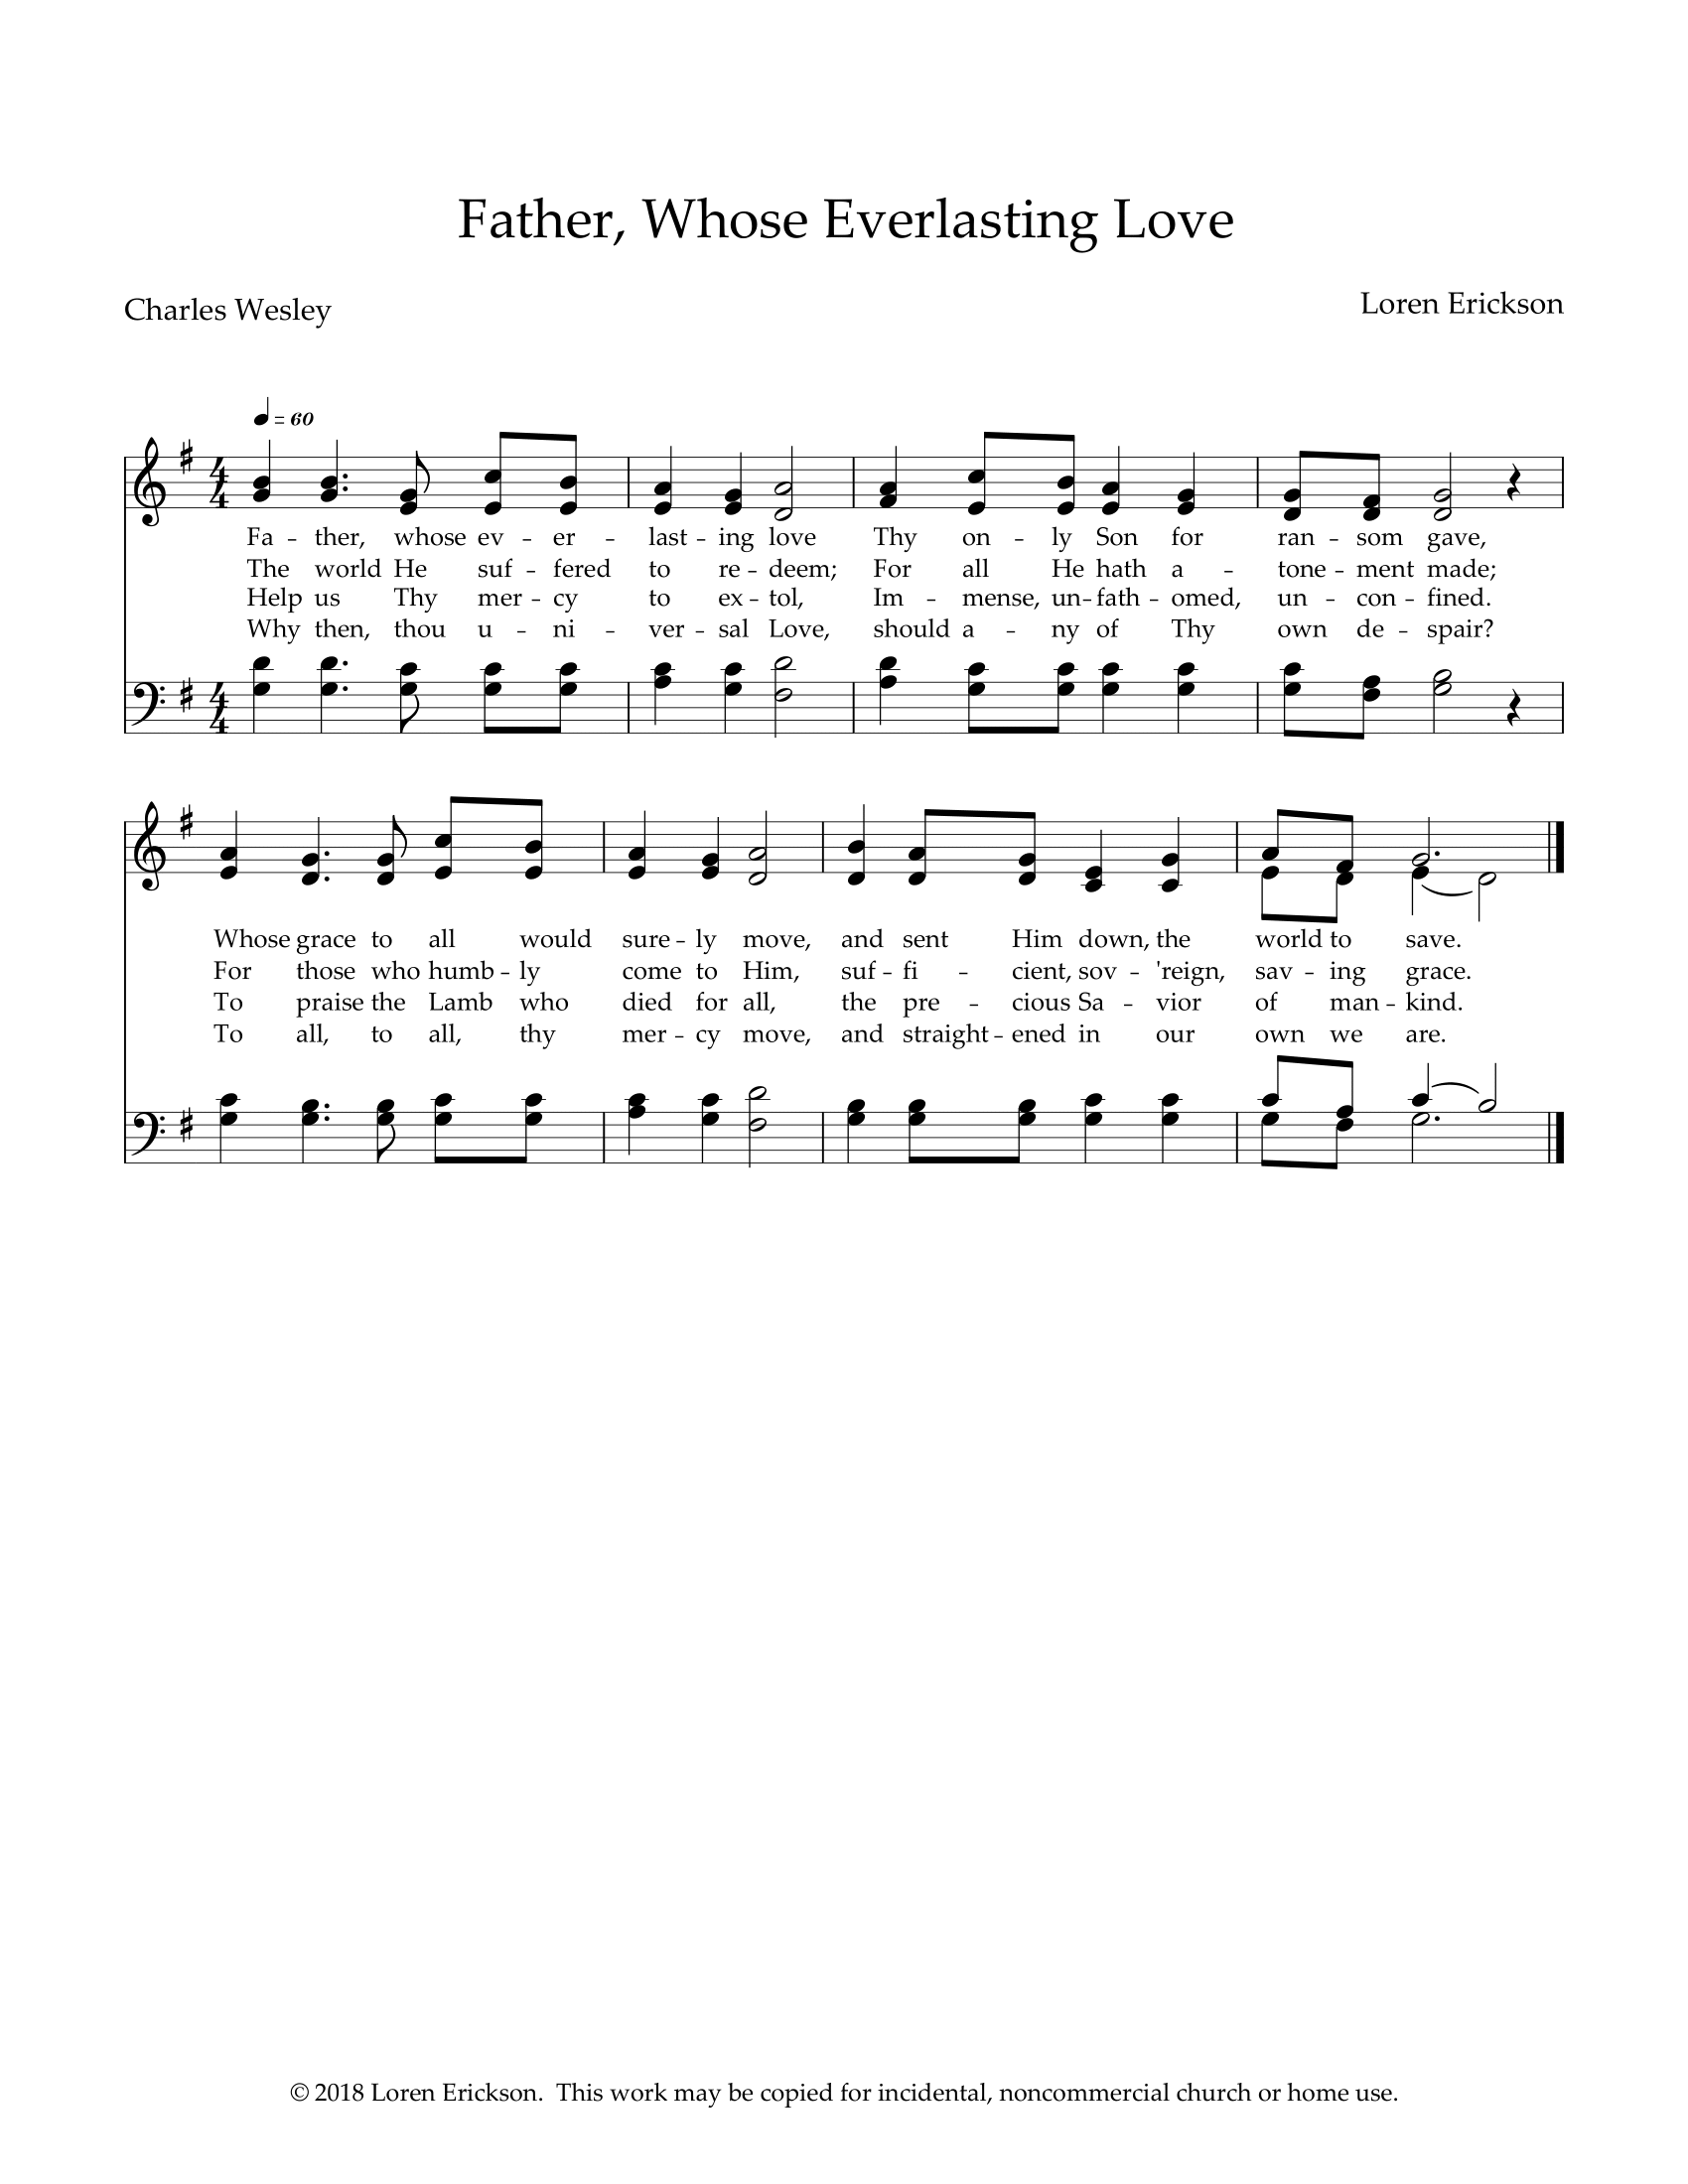 Father, Whose Everlasting Love
Charles Wesley
Loren Erickson
= 60
4
4
Fa - ther, whose ev - er - last - ing love Thy on - ly Son for ran - som gave,
The world He suf - fered to re - deem; For all He hath a - tone - ment made;
Help us Thy mer - cy to ex - tol, Im - mense, un - fath - omed, un - con - fined.
Why then, thou u - ni - ver - sal Love, should a - ny of Thy own de - spair?
4
4
Whose grace to all would sure - ly move, and sent Him down, the world to save.
For those who humb - ly come to Him, suf - fi - cient, sov - 'reign, sav - ing grace.
To praise the Lamb who died for all, the pre - cious Sa - vior of man - kind.
To all, to all, thy mer - cy move, and straight - ened in our own we are.
© 2018 Loren Erickson.  This work may be copied for incidental, noncommercial church or home use.